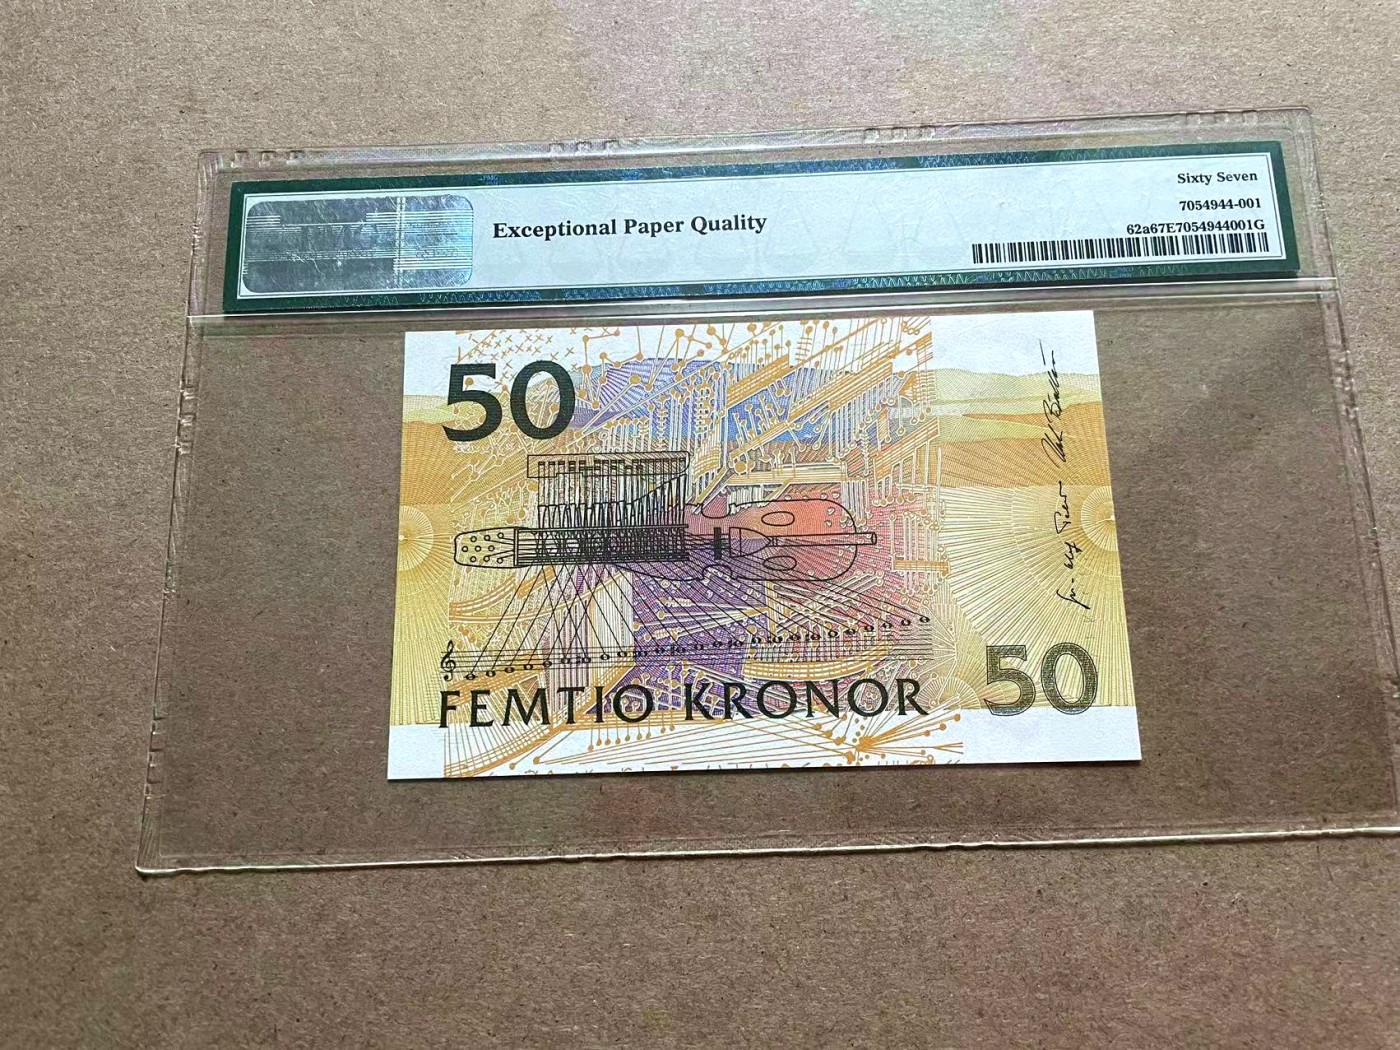 Sixty Seven
7054944-001
Exceptional Paper Quality
62a67E7054944001G
50
FEMTIO KRONOR
50